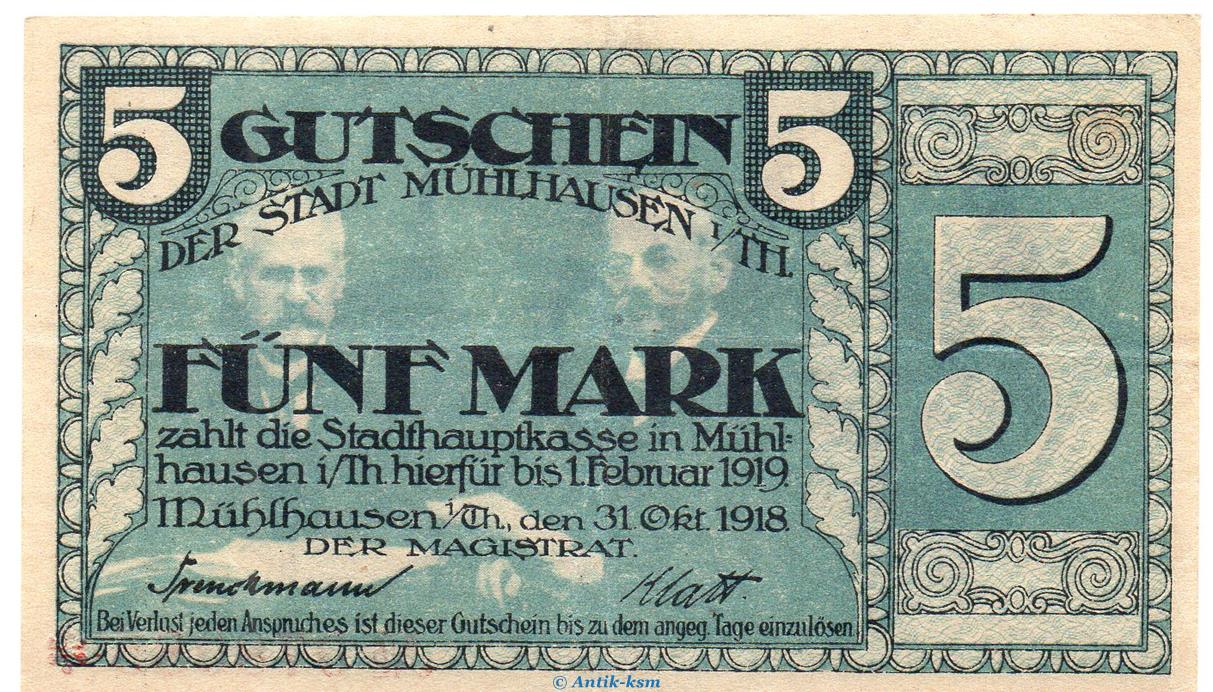 5 GUTSCHEIN 5
DER STADT MÜHLHAUSEN i/TH.
5
FÜNF MARK
zahlt die Stadthauptkasse in Mühl=
hausen i/Th. hierfür bis 1. Februar 1919.
Mühlhausen i/Th., den 31. Okt. 1918.
DER MAGISTRAT.
Trenckmann Klatt.
Bei Verlust jeden Anspruches ist dieser Gutschein bis zu dem angeg. Tage einzulösen
© Antik-ksm